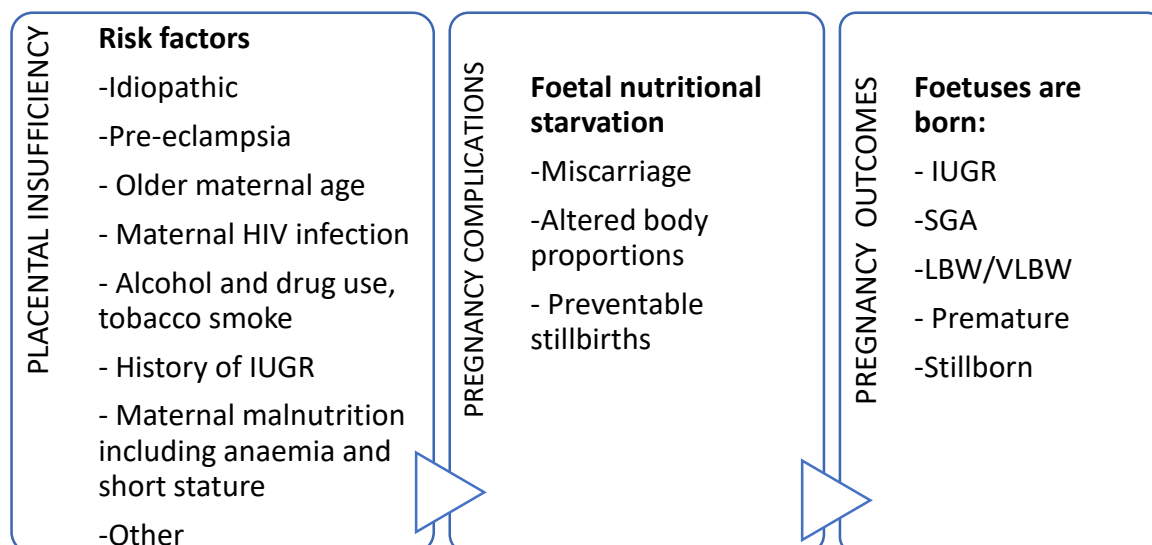 PLACENTAL INSUFFICIENCY
Risk factors
-Idiopathic
-Pre-eclampsia
- Older maternal age
- Maternal HIV infection
- Alcohol and drug use,
tobacco smoke
- History of IUGR
- Maternal malnutrition
including anaemia and
short stature
-Other
PREGNANCY COMPLICATIONS
Foetal nutritional
starvation
-Miscarriage
-Altered body
proportions
- Preventable
stillbirths
PREGNANCY OUTCOMES
Foetuses are
born:
- IUGR
-SGA
-LBW/VLBW
- Premature
-Stillborn